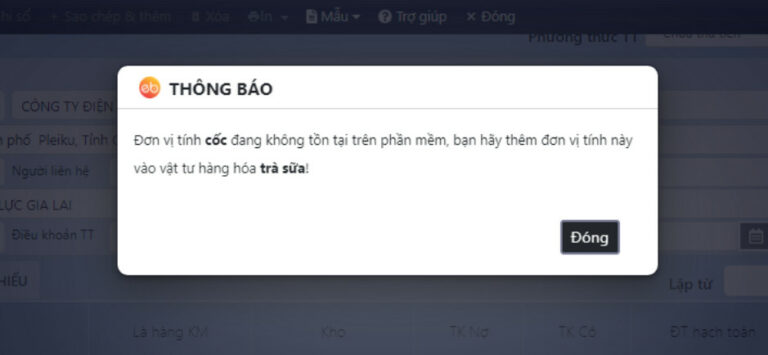 hi sổ + Sao chép & thêm Xóa In Mẫu Trợ giúp × Đóng
Phương thức TT Chưa thu tiền
eb THÔNG BÁO
CÔNG TY ĐIỆN
Đơn vị tính cốc đang không tồn tại trên phần mềm, bạn hãy thêm đơn vị tính này
phố Pleiku, Tỉnh
vào vật tư hàng hóa trà sữa!
Người liên hệ
LỰC GIA LAI
Điều khoản TT
Đóng
HIẾU
Lập từ
Là hàng KM Kho TK Nợ TK Có ĐT hạch toán